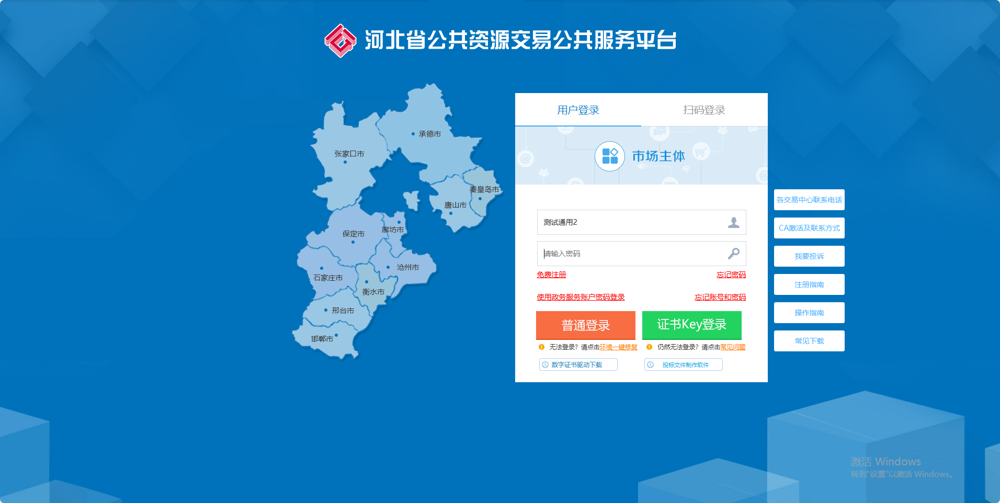 河北省公共资源交易公共服务平台
承德市
张家口市
秦皇岛市
唐山市
廊坊市
保定市
沧州市
石家庄市
衡水市
邢台市
邯郸市
用户登录
扫码登录
市场主体
测试通用2
请输入密码
免费注册
忘记密码
使用政务服务账户密码登录
忘记账号和密码
普通登录
证书Key登录
无法登录？请点击环境一键修复
仍然无法登录？请点击常见问题
数字证书驱动下载
投标文件制作软件
各交易中心联系电话
CA激活及联系方式
我要投诉
注册指南
操作指南
常见下载
激活 Windows
转到"设置"以激活 Windows。